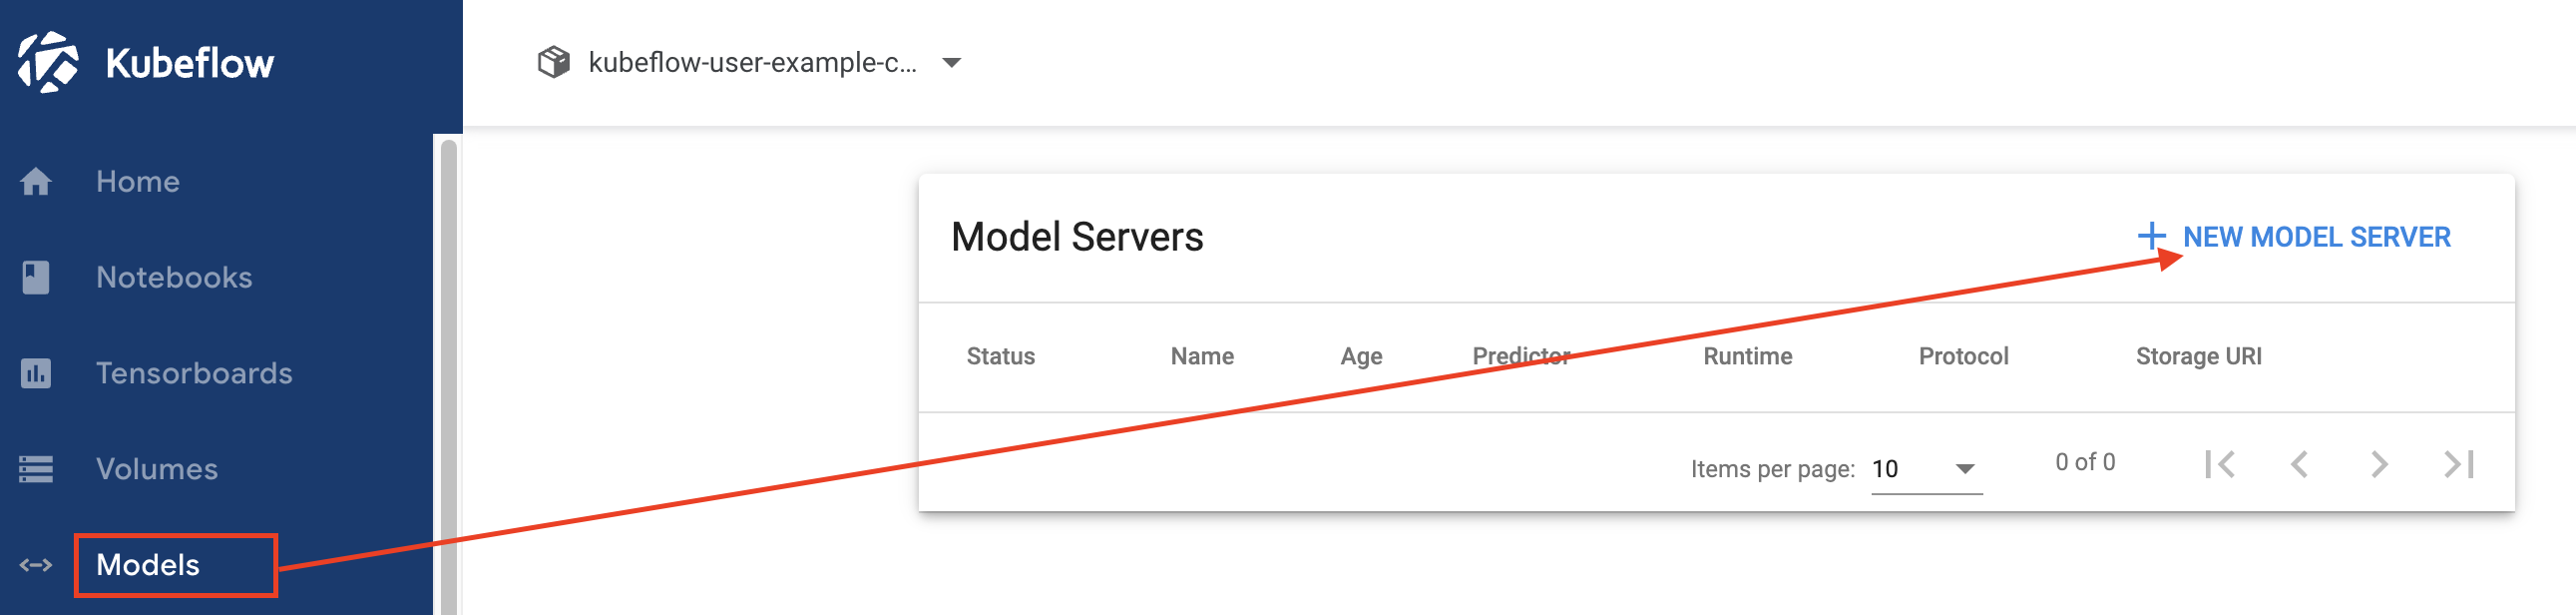 Kubeflow
kubeflow-user-example-c...
Home
Notebooks
Tensorboards
Volumes
Models
Model Servers
NEW MODEL SERVER
Status Name Age Predictor Runtime Protocol Storage URI
Items per page: 10 0 of 0